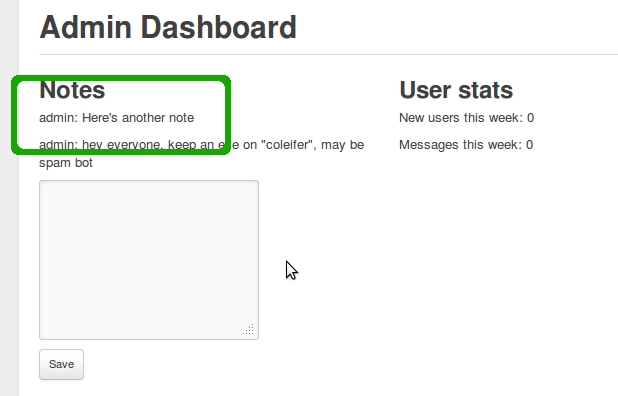 Admin Dashboard
Notes
admin: Here's another note
admin: hey everyone, keep an eye on "coleifer", may be
spam bot
Save
User stats
New users this week: 0
Messages this week: 0